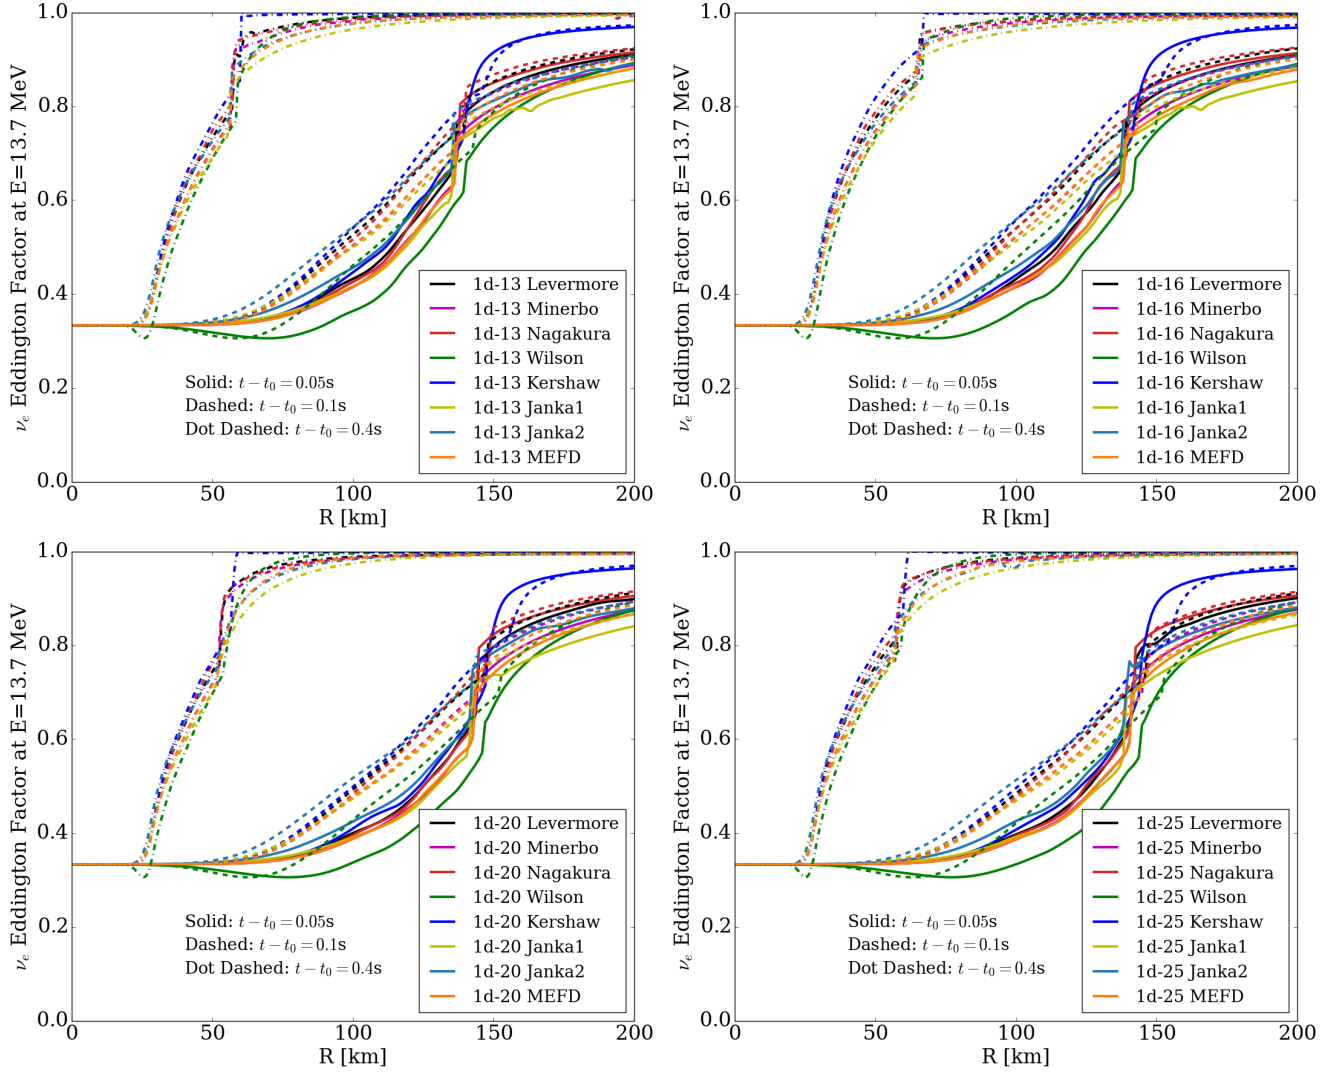 1.0
0.8
0.6
0.4
0.2
0.0
0
50
100
150
200
R [km]
νₑ Eddington Factor at E=13.7 MeV
Solid: t − t₀ = 0.05s
Dashed: t − t₀ = 0.1s
Dot Dashed: t − t₀ = 0.4s
1d-13 Levermore
1d-13 Minerbo
1d-13 Nagakura
1d-13 Wilson
1d-13 Kershaw
1d-13 Janka1
1d-13 Janka2
1d-13 MEFD
1.0
0.8
0.6
0.4
0.2
0.0
0
50
100
150
200
R [km]
νₑ Eddington Factor at E=13.7 MeV
Solid: t − t₀ = 0.05s
Dashed: t − t₀ = 0.1s
Dot Dashed: t − t₀ = 0.4s
1d-16 Levermore
1d-16 Minerbo
1d-16 Nagakura
1d-16 Wilson
1d-16 Kershaw
1d-16 Janka1
1d-16 Janka2
1d-16 MEFD
1.0
0.8
0.6
0.4
0.2
0.0
0
50
100
150
200
R [km]
νₑ Eddington Factor at E=13.7 MeV
Solid: t − t₀ = 0.05s
Dashed: t − t₀ = 0.1s
Dot Dashed: t − t₀ = 0.4s
1d-20 Levermore
1d-20 Minerbo
1d-20 Nagakura
1d-20 Wilson
1d-20 Kershaw
1d-20 Janka1
1d-20 Janka2
1d-20 MEFD
1.0
0.8
0.6
0.4
0.2
0.0
0
50
100
150
200
R [km]
νₑ Eddington Factor at E=13.7 MeV
Solid: t − t₀ = 0.05s
Dashed: t − t₀ = 0.1s
Dot Dashed: t − t₀ = 0.4s
1d-25 Levermore
1d-25 Minerbo
1d-25 Nagakura
1d-25 Wilson
1d-25 Kershaw
1d-25 Janka1
1d-25 Janka2
1d-25 MEFD